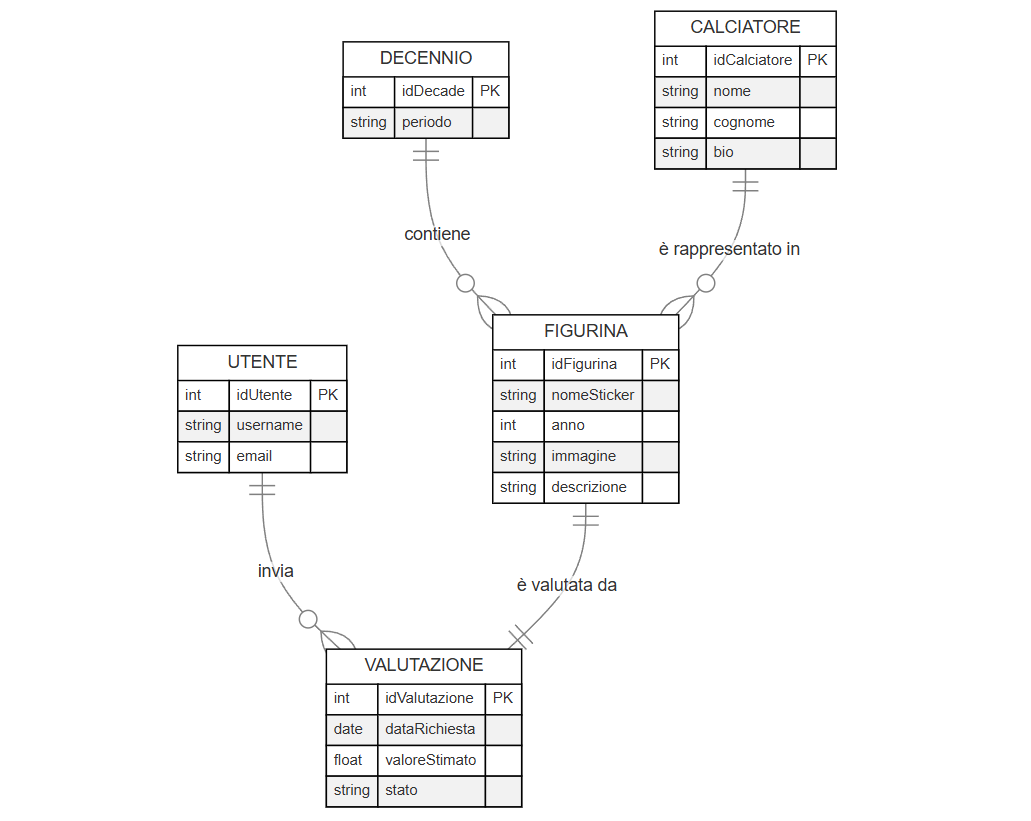 CALCIATORE
int idCalciatore PK
string nome
string cognome
string bio
DECENNIO
int idDecade PK
string periodo
contiene
è rappresentato in
FIGURINA
int idFigurina PK
string nomeSticker
int anno
string immagine
string descrizione
UTENTE
int idUtente PK
string username
string email
invia
è valutata da
VALUTAZIONE
int idValutazione PK
date dataRichiesta
float valoreStimato
string stato